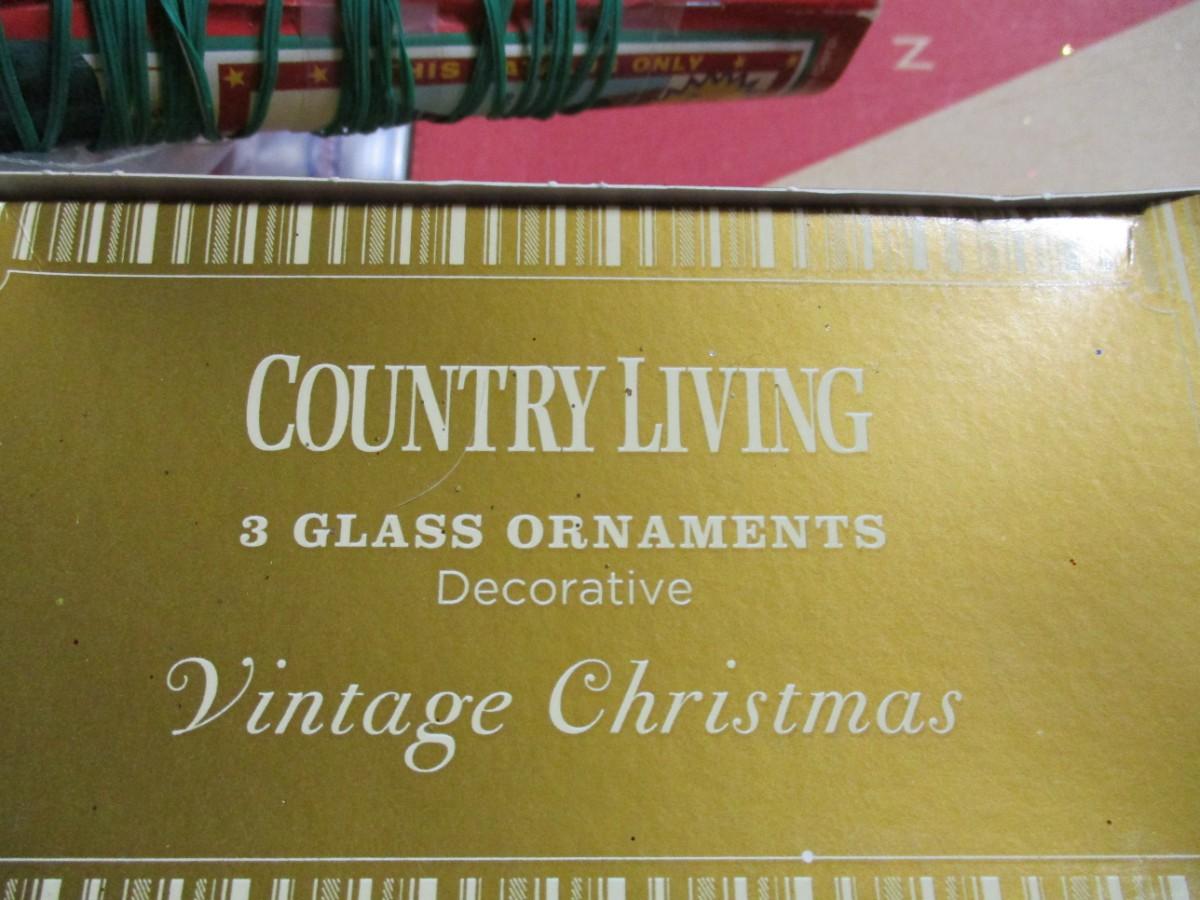 ONLY
N
COUNTRY LIVING
3 GLASS ORNAMENTS
Decorative
Vintage Christmas